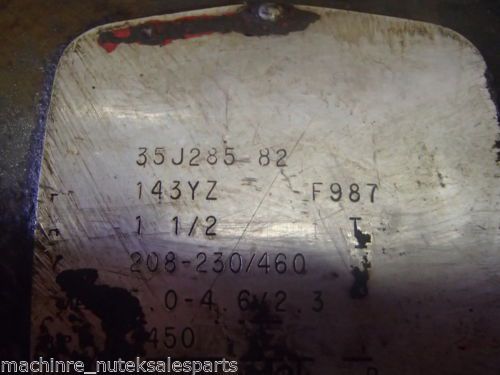 35J285 82
143YZ F987
1 1/2 T
208-230/460
.0-4.6/2.3
450
machinre_nuteksalesparts